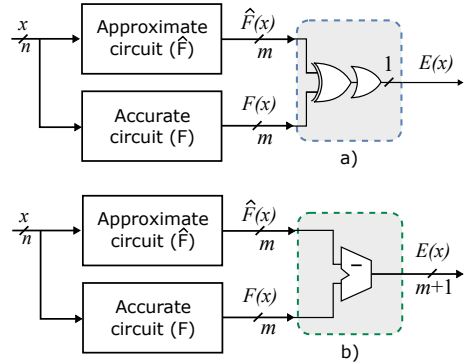 x
n
Approximate
circuit (F̂)
F̂(x)
m
1
E(x)
Accurate
circuit (F)
F(x)
m
a)
x
n
Approximate
circuit (F̂)
F̂(x)
m
−
E(x)
m+1
Accurate
circuit (F)
F(x)
m
b)